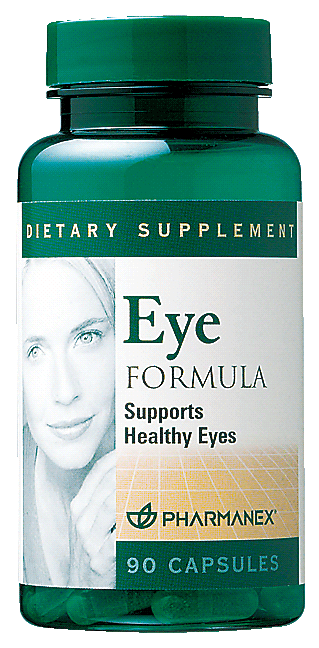 DIETARY SUPPLEMENT
Eye
FORMULA
Supports
Healthy Eyes
PHARMANEX®
90 CAPSULES